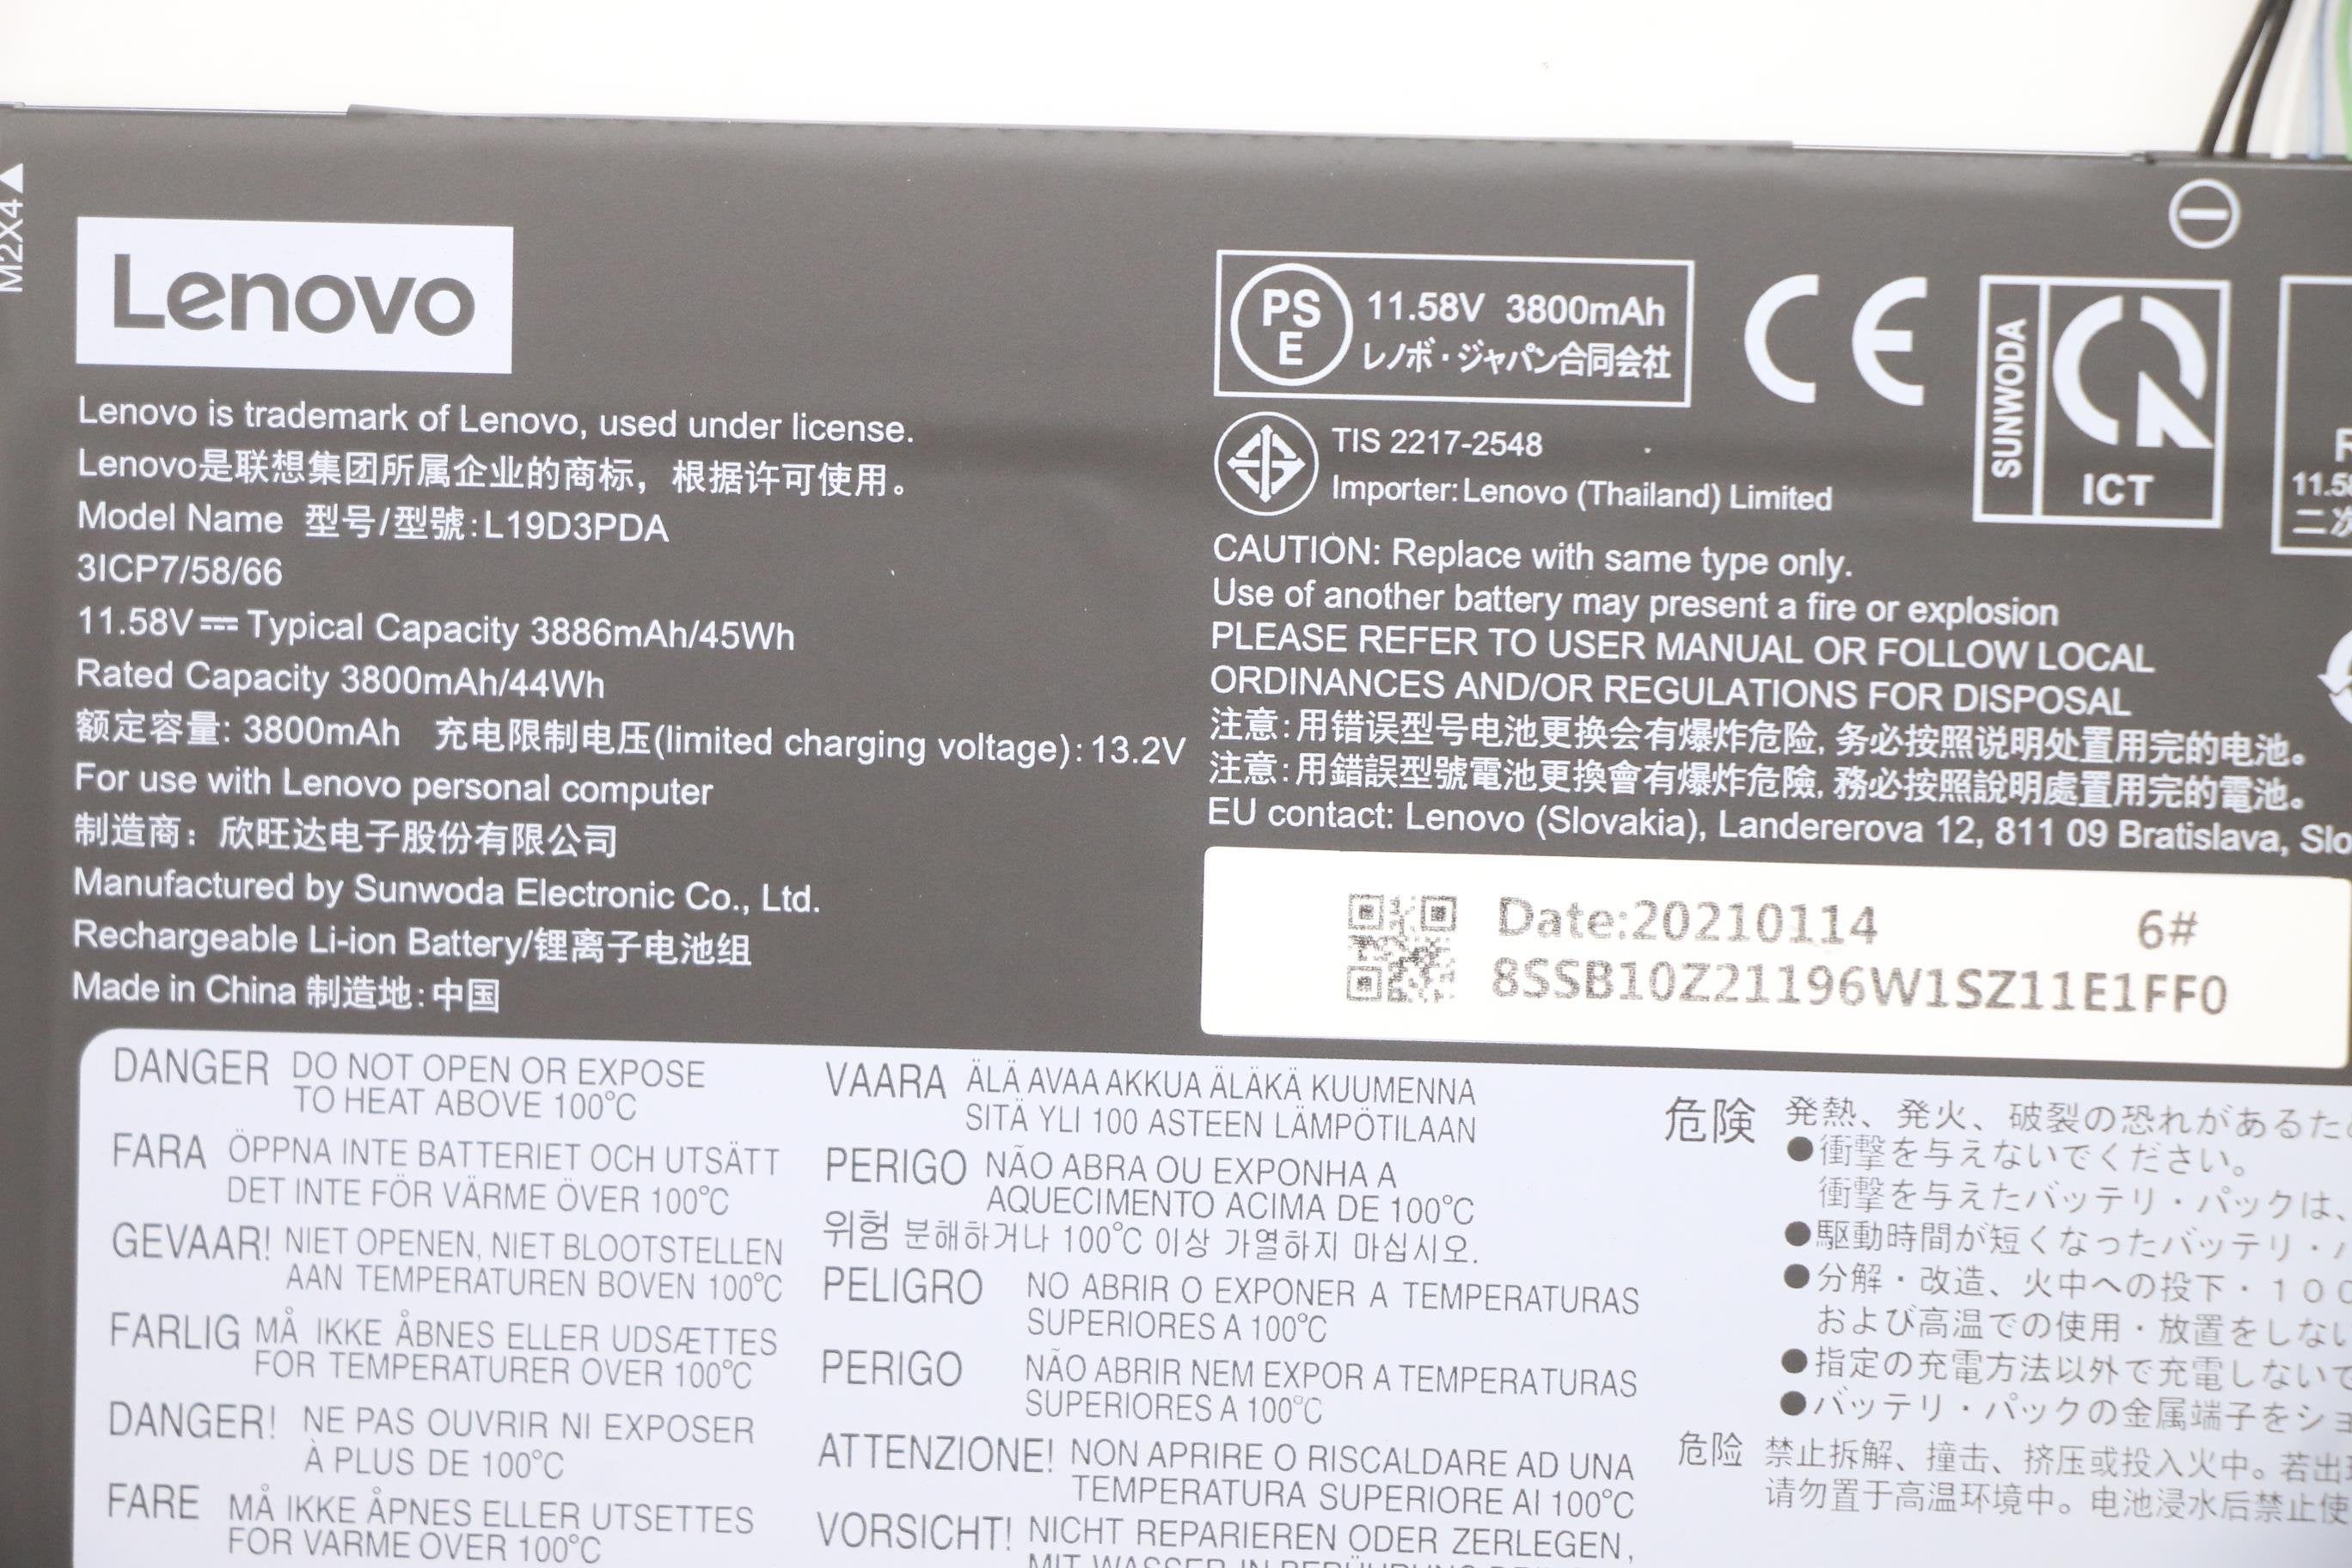 M2X4▲
Lenovo
Lenovo is trademark of Lenovo, used under license.
Lenovo是联想集团所属企业的商标，根据许可使用。
Model Name 型号/型號:L19D3PDA
3ICP7/58/66
11.58V⎓Typical Capacity 3886mAh/45Wh
Rated Capacity 3800mAh/44Wh
额定容量: 3800mAh 充电限制电压(limited charging voltage): 13.2V
For use with Lenovo personal computer
制造商：欣旺达电子股份有限公司
Manufactured by Sunwoda Electronic Co., Ltd.
Rechargeable Li-ion Battery/锂离子电池组
Made in China 制造地:中国
PS
E
11.58V 3800mAh
レノボ・ジャパン合同会社
CE
SUNWODA
ICT
TIS 2217-2548
Importer: Lenovo (Thailand) Limited
CAUTION: Replace with same type only.
Use of another battery may present a fire or explosion
PLEASE REFER TO USER MANUAL OR FOLLOW LOCAL
ORDINANCES AND/OR REGULATIONS FOR DISPOSAL
注意:用错误型号电池更换会有爆炸危险,务必按照说明处置用完的电池。
注意:用錯誤型號電池更換會有爆炸危險,務必按照說明處置用完的電池。
EU contact: Lenovo (Slovakia), Landererova 12, 811 09 Bratislava, Slo
Date:20210114 6#
8SSB10Z21196W1SZ11E1FF0
DANGER DO NOT OPEN OR EXPOSE
TO HEAT ABOVE 100°C
FARA ÖPPNA INTE BATTERIET OCH UTSÄTT
DET INTE FÖR VÄRME ÖVER 100°C
GEVAAR! NIET OPENEN, NIET BLOOTSTELLEN
AAN TEMPERATUREN BOVEN 100°C
FARLIG MÅ IKKE ÅBNES ELLER UDSÆTTES
FOR TEMPERATURER OVER 100°C
DANGER! NE PAS OUVRIR NI EXPOSER
À PLUS DE 100°C
FARE MÅ IKKE ÅPNES ELLER UTSETTES
FOR VARME OVER 100°C
VAARA ÄLÄ AVAA AKKUA ÄLÄKÄ KUUMENNA
SITÄ YLI 100 ASTEEN LÄMPÖTILAAN
PERIGO NÃO ABRA OU EXPONHA A
AQUECIMENTO ACIMA DE 100°C
위험 분해하거나 100°C 이상 가열하지 마십시오.
PELIGRO NO ABRIR O EXPONER A TEMPERATURAS
SUPERIORES A 100°C
PERIGO NÃO ABRIR NEM EXPOR A TEMPERATURAS
SUPERIORES A 100°C
ATTENZIONE! NON APRIRE O RISCALDARE AD UNA
TEMPERATURA SUPERIORE AI 100°C
VORSICHT! NICHT REPARIEREN ODER ZERLEGEN,
危険 発熱、発火、破裂の恐れがあるた
●衝撃を与えないでください。
衝撃を与えたバッテリ・パックは、
●駆動時間が短くなったバッテリ・
●分解・改造、火中への投下・１００
および高温での使用・放置をしない
●指定の充電方法以外で充電しないで
●バッテリ・パックの金属端子をショ
危险 禁止拆解、撞击、挤压或投入火中。若出
请勿置于高温环境中。电池浸水后禁止使